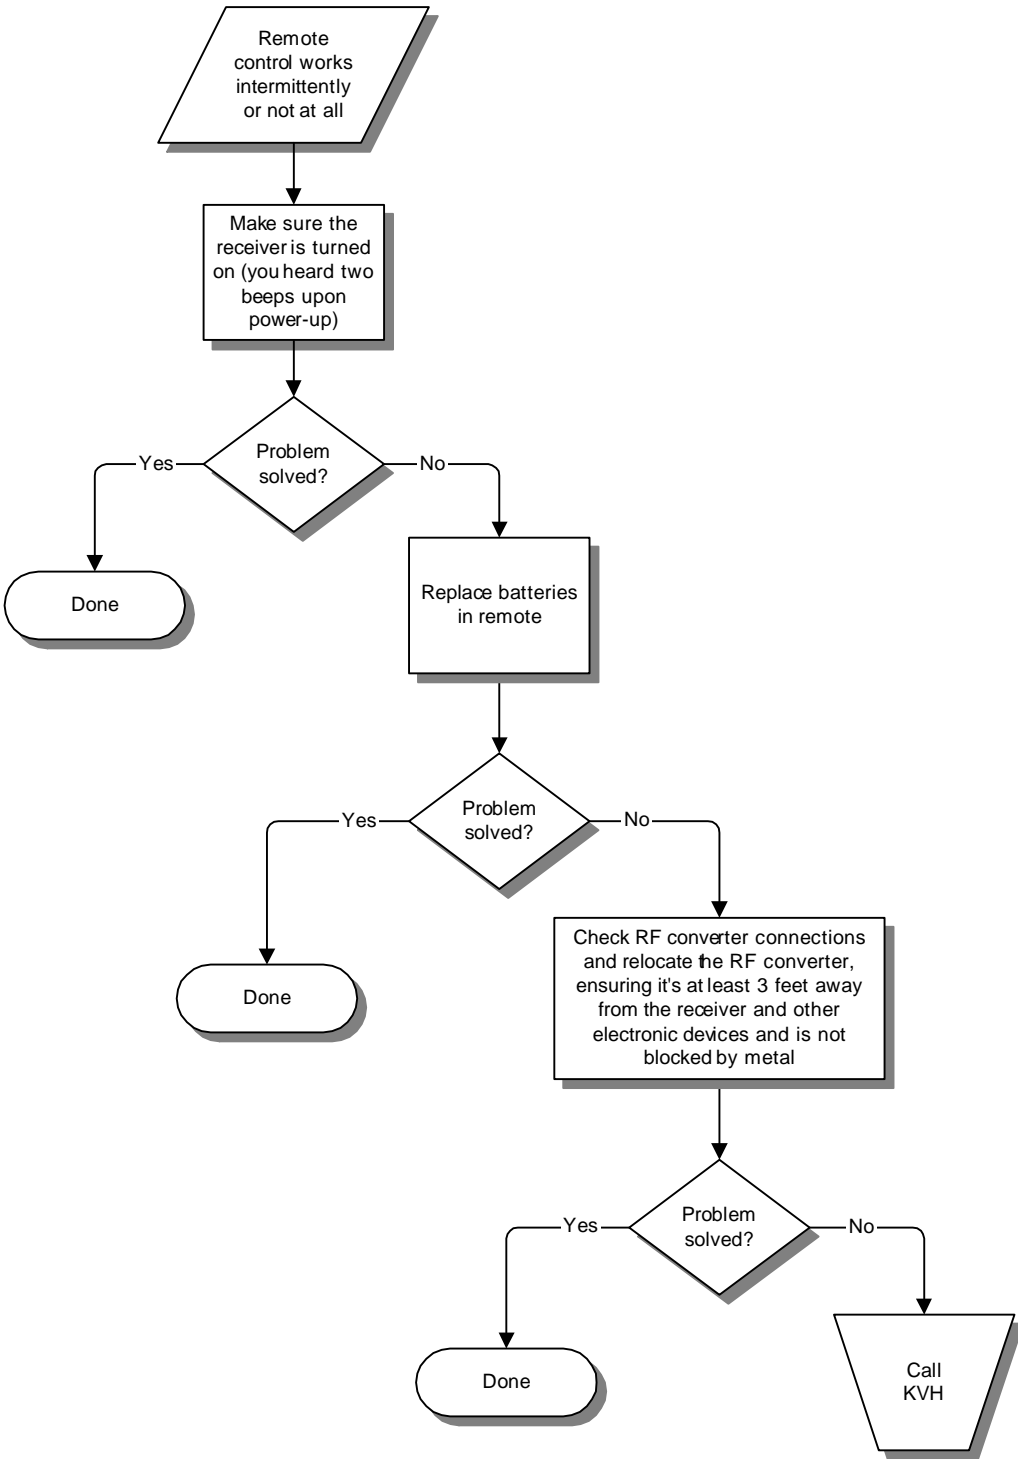 Remote
control works
intermittently
or not at all
Make sure the
receiver is turned
on (you heard two
beeps upon
power-up)
Problem
solved?
Yes
No
Done
Replace batteries
in remote
Problem
solved?
Yes
No
Done
Check RF converter connections
and relocate the RF converter,
ensuring it's at least 3 feet away
from the receiver and other
electronic devices and is not
blocked by metal
Problem
solved?
Yes
No
Done
Call
KVH